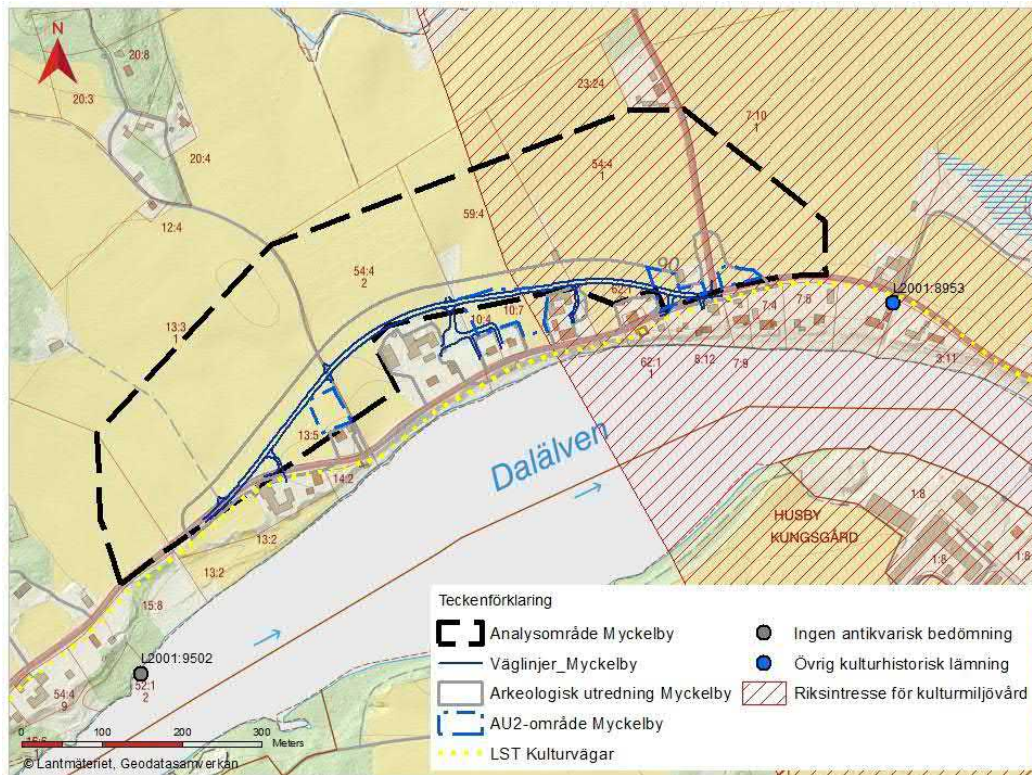 N
20:8
20:3
20:4
12:4
23:24
7:10
1
54:4
1
59:4
54:4
2
13:3
1
90
62:1
10:4
10:7
7:4
7:6
L2001:8953
3:11
62:1
1
8:12
7:9
13:5
14:2
13:2
13:2
15:8
Dalälven
HUSBY
KUNGSGÅRD
1:8
1:8
7:8
1:8
L2001:9502
52:1
2
54:4
9
0 100 200 300
Meters
© Lantmäteriet, Geodatasamverkan
Teckenförklaring
Analysområde Myckelby
Väglinjer_Myckelby
Arkeologisk utredning Myckelby
AU2-område Myckelby
LST Kulturvägar
Ingen antikvarisk bedömning
Övrig kulturhistorisk lämning
Riksintresse för kulturmiljövård